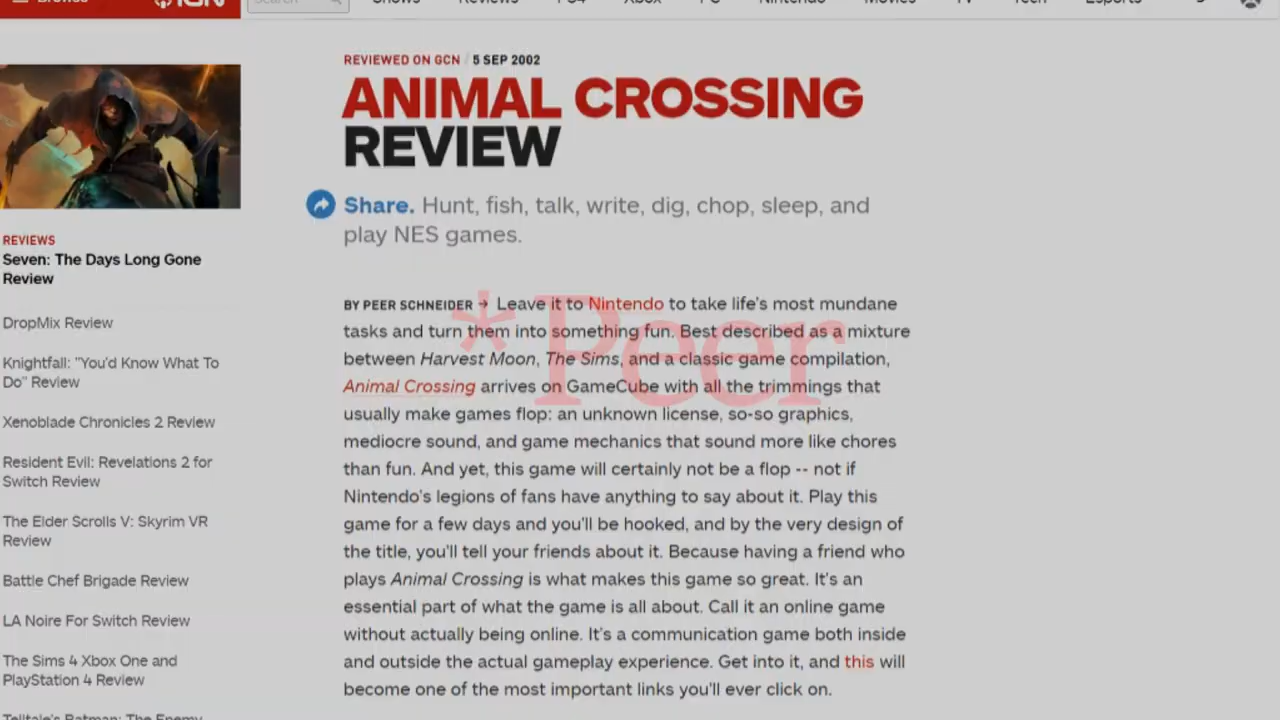 Browse
IGN
Search
Shows
Reviews
PS4
Xbox
PC
Nintendo
Movies
TV
Tech
Esports
REVIEWED ON GCN / 5 SEP 2002
ANIMAL CROSSING
REVIEW
Share. Hunt, fish, talk, write, dig, chop, sleep, and
play NES games.
REVIEWS
Seven: The Days Long Gone
Review
DropMix Review
Knightfall: "You'd Know What To
Do" Review
Xenoblade Chronicles 2 Review
Resident Evil: Revelations 2 for
Switch Review
The Elder Scrolls V: Skyrim VR
Review
Battle Chef Brigade Review
LA Noire For Switch Review
The Sims 4 Xbox One and
PlayStation 4 Review
Telltale's Batman: The Enemy
BY PEER SCHNEIDER → Leave it to Nintendo to take life's most mundane
tasks and turn them into something fun. Best described as a mixture
between Harvest Moon, The Sims, and a classic game compilation,
Animal Crossing arrives on GameCube with all the trimmings that
usually make games flop: an unknown license, so-so graphics,
mediocre sound, and game mechanics that sound more like chores
than fun. And yet, this game will certainly not be a flop -- not if
Nintendo's legions of fans have anything to say about it. Play this
game for a few days and you'll be hooked, and by the very design of
the title, you'll tell your friends about it. Because having a friend who
plays Animal Crossing is what makes this game so great. It's an
essential part of what the game is all about. Call it an online game
without actually being online. It's a communication game both inside
and outside the actual gameplay experience. Get into it, and this will
become one of the most important links you'll ever click on.
*Peer